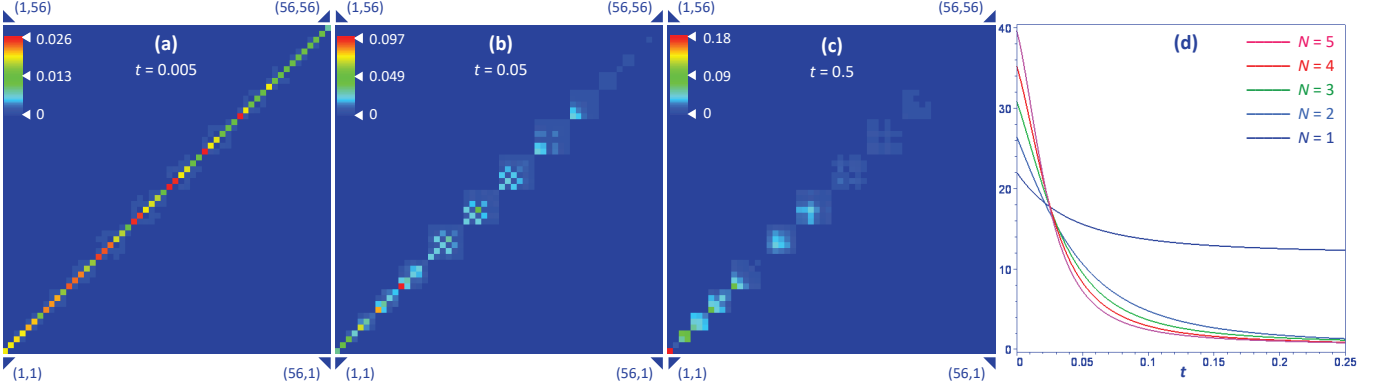 (1,56) (56,56)
(a)
t = 0.005
0.026
0.013
0
(1,1) (56,1)
(1,56) (56,56)
(b)
t = 0.05
0.097
0.049
0
(1,1) (56,1)
(1,56) (56,56)
(c)
t = 0.5
0.18
0.09
0
(1,1) (56,1)
(d)
N = 5
N = 4
N = 3
N = 2
N = 1
40
30
20
10
0
0 0.05 0.1 0.15 0.2 0.25
t